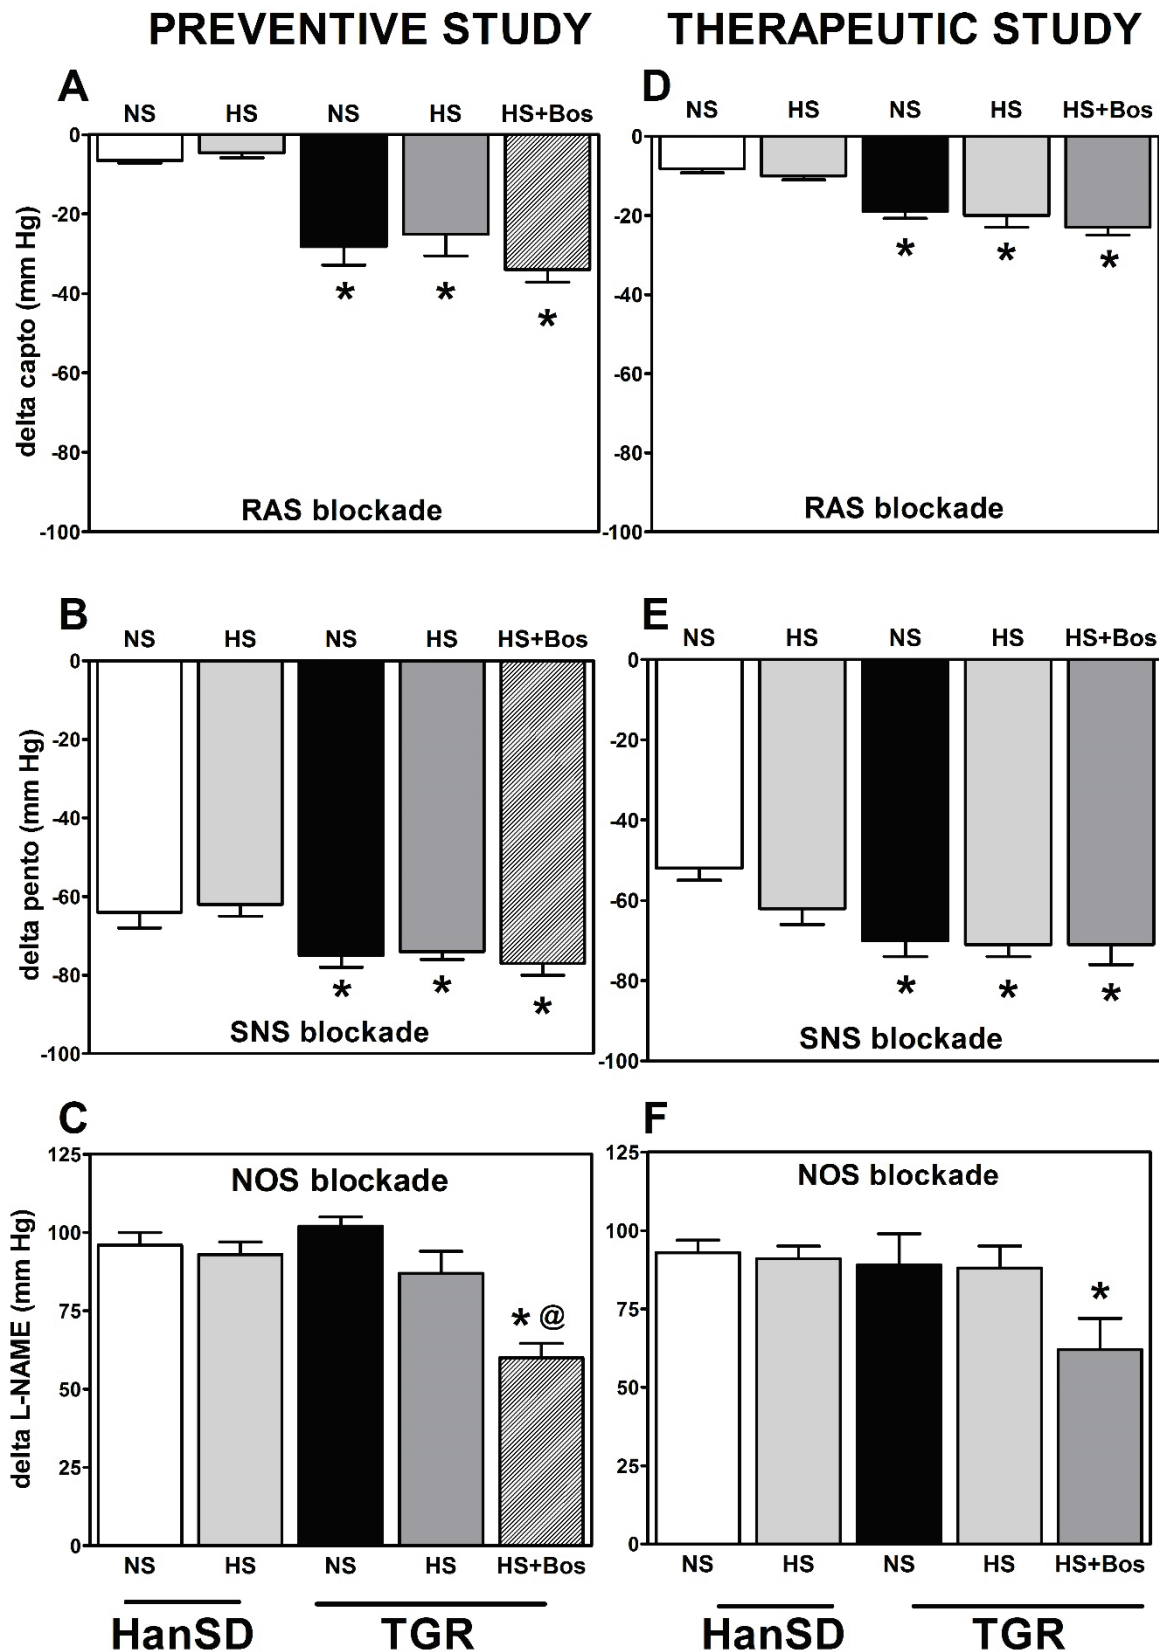 PREVENTIVE STUDY THERAPEUTIC STUDY
A
NS HS NS HS HS+Bos
0
-20
-40
-60
-80
-100
delta capto (mm Hg)
* * *
RAS blockade
D
NS HS NS HS HS+Bos
0
-20
-40
-60
-80
-100
* * *
RAS blockade
B
NS HS NS HS HS+Bos
0
-20
-40
-60
-80
-100
delta pento (mm Hg)
* * *
SNS blockade
E
NS HS NS HS HS+Bos
0
-20
-40
-60
-80
-100
* * *
SNS blockade
C
125
100
75
50
25
0
delta L-NAME (mm Hg)
NOS blockade
* @
NS HS NS HS HS+Bos
HanSD TGR
F
125
100
75
50
25
0
NOS blockade
*
NS HS NS HS HS+Bos
HanSD TGR